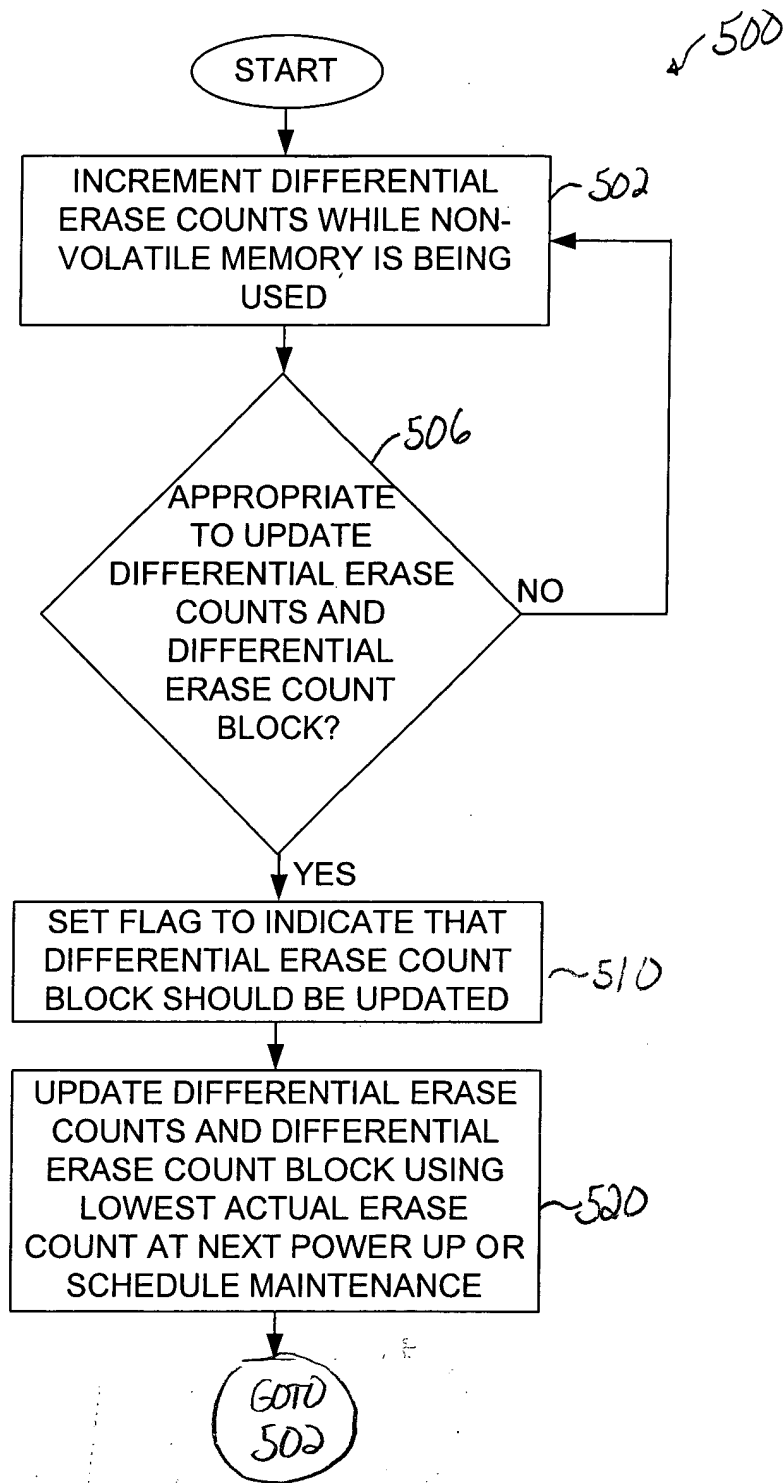 500
START
INCREMENT DIFFERENTIAL
ERASE COUNTS WHILE NON-
VOLATILE MEMORY IS BEING
USED
502
506
APPROPRIATE
TO UPDATE
DIFFERENTIAL ERASE
COUNTS AND
DIFFERENTIAL
ERASE COUNT
BLOCK?
NO
YES
SET FLAG TO INDICATE THAT
DIFFERENTIAL ERASE COUNT
BLOCK SHOULD BE UPDATED
510
UPDATE DIFFERENTIAL ERASE
COUNTS AND DIFFERENTIAL
ERASE COUNT BLOCK USING
LOWEST ACTUAL ERASE
COUNT AT NEXT POWER UP OR
SCHEDULE MAINTENANCE
520
GOTO
502